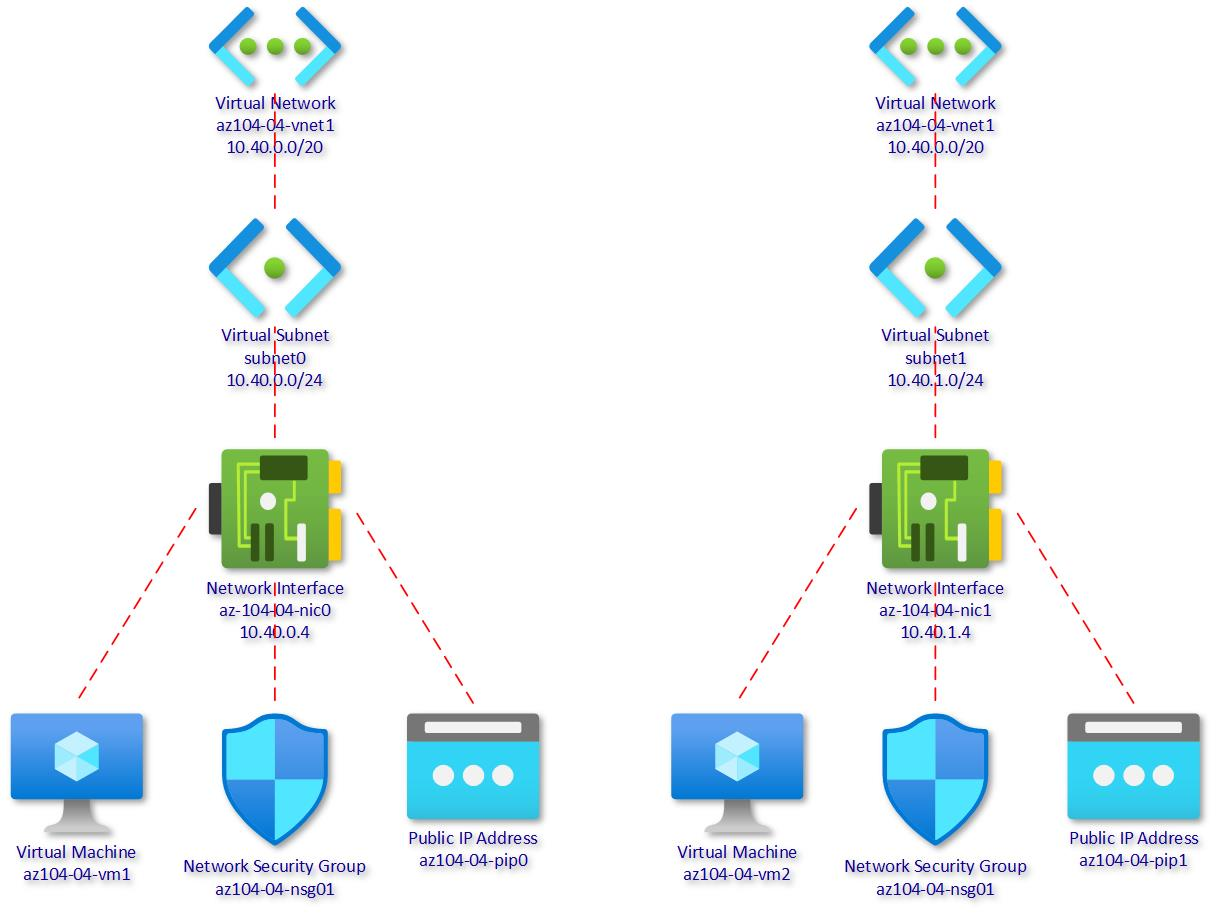 Virtual Network
az104-04-vnet1
10.40.0.0/20
Virtual Network
az104-04-vnet1
10.40.0.0/20
Virtual Subnet
subnet0
10.40.0.0/24
Virtual Subnet
subnet1
10.40.1.0/24
Network Interface
az-104-04-nic0
10.40.0.4
Network Interface
az-104-04-nic1
10.40.1.4
Virtual Machine
az104-04-vm1
Network Security Group
az104-04-nsg01
Public IP Address
az104-04-pip0
Virtual Machine
az104-04-vm2
Network Security Group
az104-04-nsg01
Public IP Address
az104-04-pip1